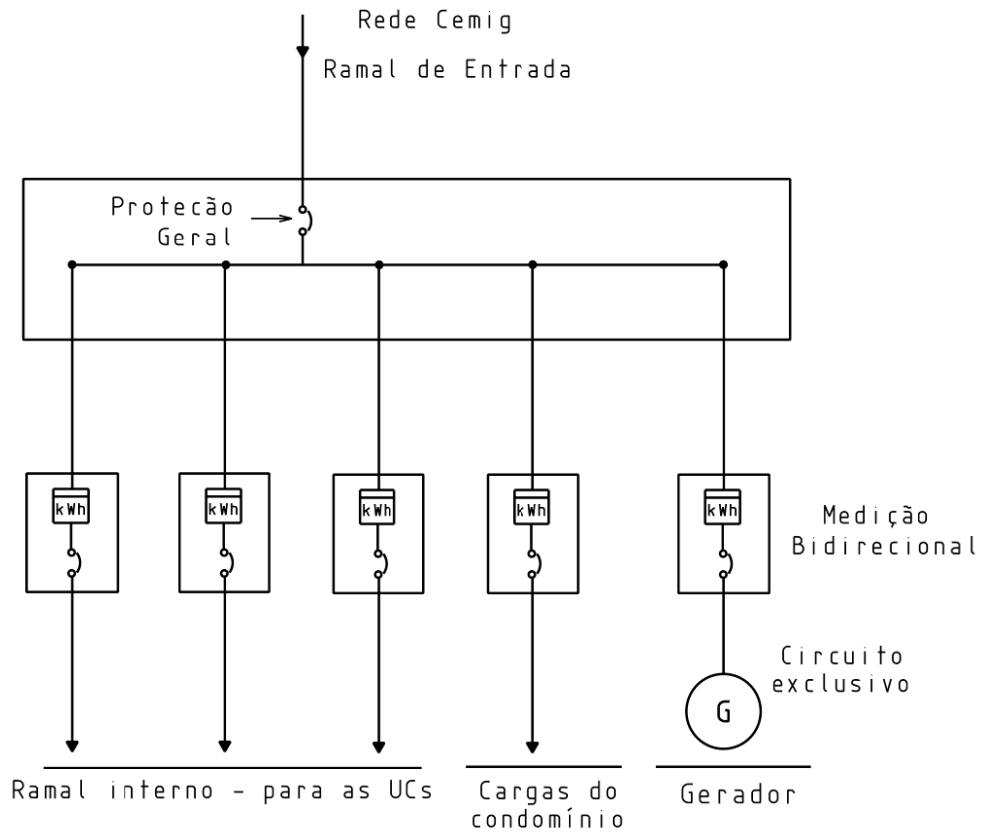 Rede Cemig
Ramal de Entrada
Protecão
Geral
kWh
kWh
kWh
kWh
kWh
Medição
Bidirecional
Circuito
exclusivo
G
Ramal interno - para as UCs
Cargas do
condomínio
Gerador